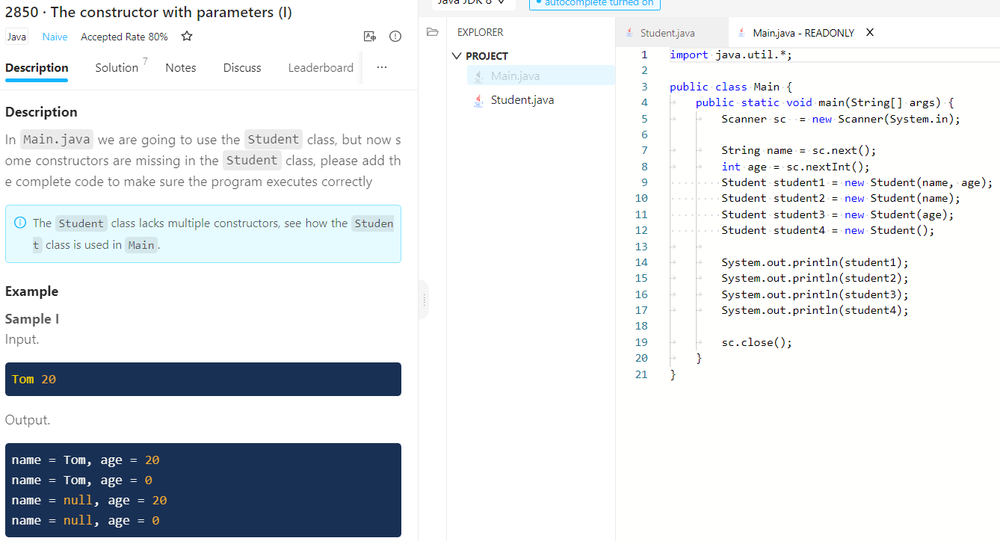 2850 · The constructor with parameters (I)
Java Naive Accepted Rate 80%
Description Solution 7 Notes Discuss Leaderboard ...
Description
In Main.java we are going to use the Student class, but now s
ome constructors are missing in the Student class, please add th
e complete code to make sure the program executes correctly
The Student class lacks multiple constructors, see how the Studen
t class is used in Main.
Example
Sample I
Input.
Tom 20
Output.
name = Tom, age = 20
name = Tom, age = 0
name = null, age = 20
name = null, age = 0
Java JDK 8
autocomplete turned on
EXPLORER
PROJECT
Main.java
Student.java
Student.java Main.java - READONLY X
1 import java.util.*;
2
3 public class Main {
4 public static void main(String[] args) {
5 Scanner sc = new Scanner(System.in);
6
7 String name = sc.next();
8 int age = sc.nextInt();
9 Student student1 = new Student(name, age);
10 Student student2 = new Student(name);
11 Student student3 = new Student(age);
12 Student student4 = new Student();
13
14 System.out.println(student1);
15 System.out.println(student2);
16 System.out.println(student3);
17 System.out.println(student4);
18
19 sc.close();
20 }
21 }